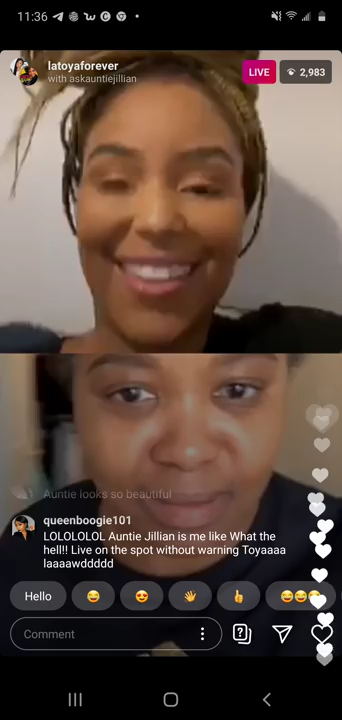 11:36
latoyaforever
with askauntiejillian
LIVE
2,983
Auntie looks so beautiful
queenboogie101
LOLOLOLOL Auntie Jillian is me like What the
hell!! Live on the spot without warning Toyaaaa
laaaawddddd
Hello
Comment